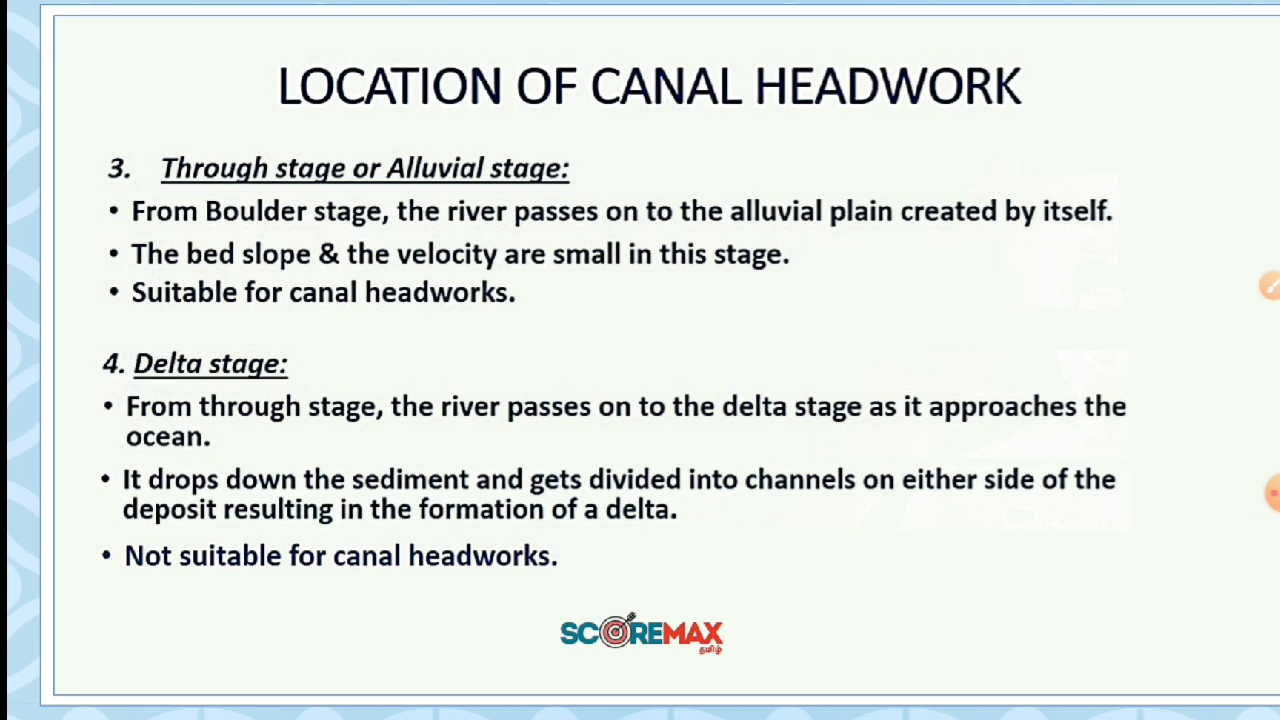 LOCATION OF CANAL HEADWORK
3. Through stage or Alluvial stage:
• From Boulder stage, the river passes on to the alluvial plain created by itself.
• The bed slope & the velocity are small in this stage.
• Suitable for canal headworks.
4. Delta stage:
• From through stage, the river passes on to the delta stage as it approaches the
ocean.
• It drops down the sediment and gets divided into channels on either side of the
deposit resulting in the formation of a delta.
• Not suitable for canal headworks.
SCOREMAX
தமிழ்